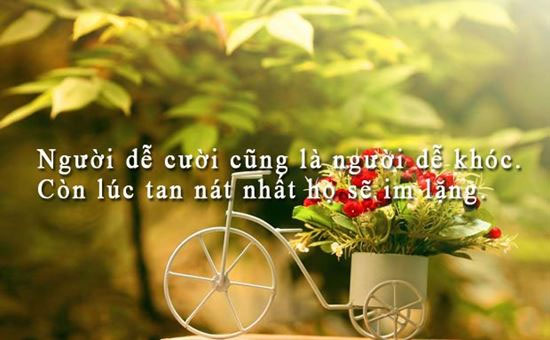 Người dễ cười cũng là người dễ khóc.
Còn lúc tan nát nhất họ sẽ im lặng